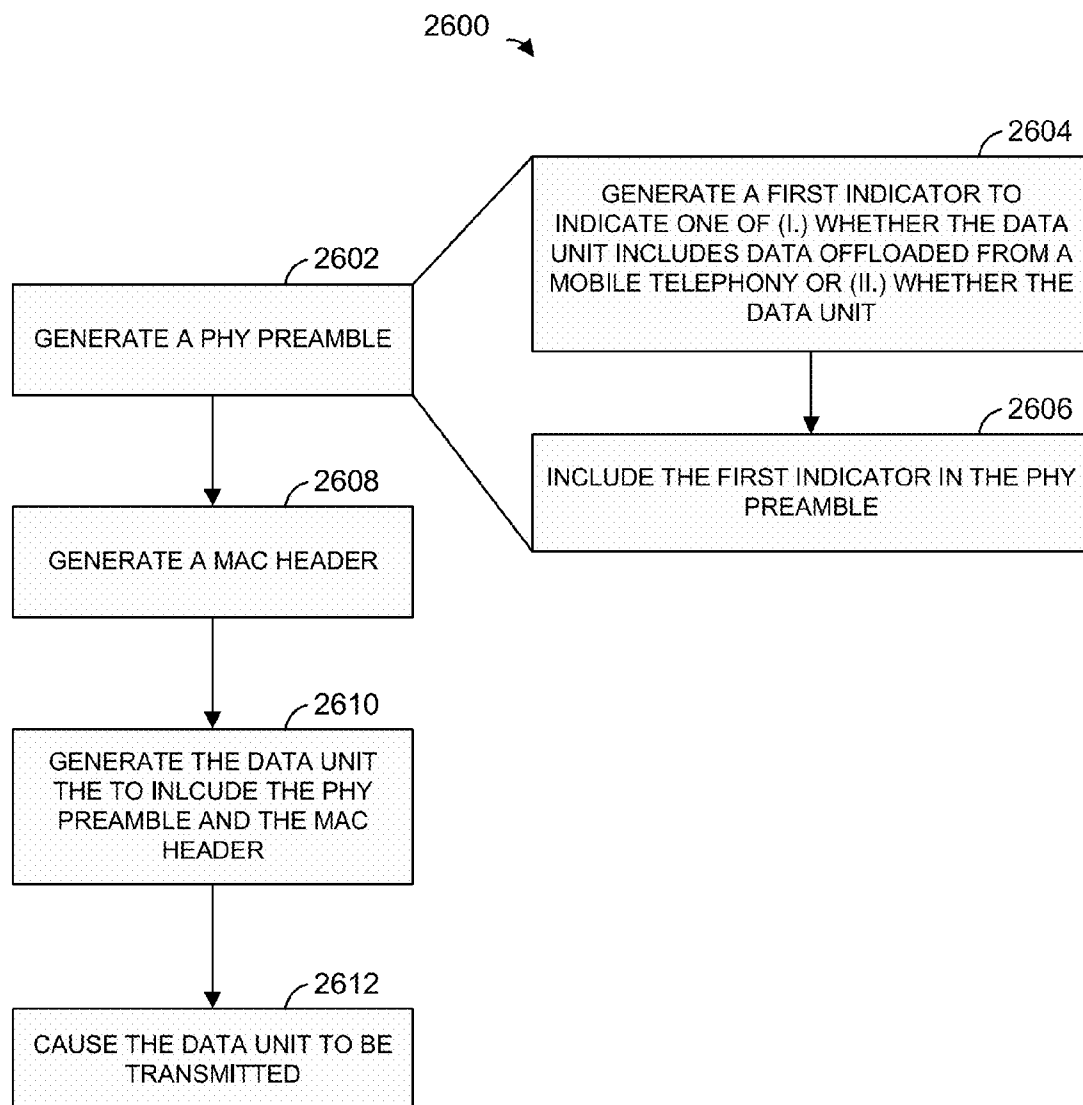 2600
2602
GENERATE A PHY PREAMBLE
2604
GENERATE A FIRST INDICATOR TO
INDICATE ONE OF (I.) WHETHER THE DATA
UNIT INCLUDES DATA OFFLOADED FROM A
MOBILE TELEPHONY OR (II.) WHETHER THE
DATA UNIT
2606
INCLUDE THE FIRST INDICATOR IN THE PHY
PREAMBLE
2608
GENERATE A MAC HEADER
2610
GENERATE THE DATA UNIT
THE TO INLCUDE THE PHY
PREAMBLE AND THE MAC
HEADER
2612
CAUSE THE DATA UNIT TO BE
TRANSMITTED